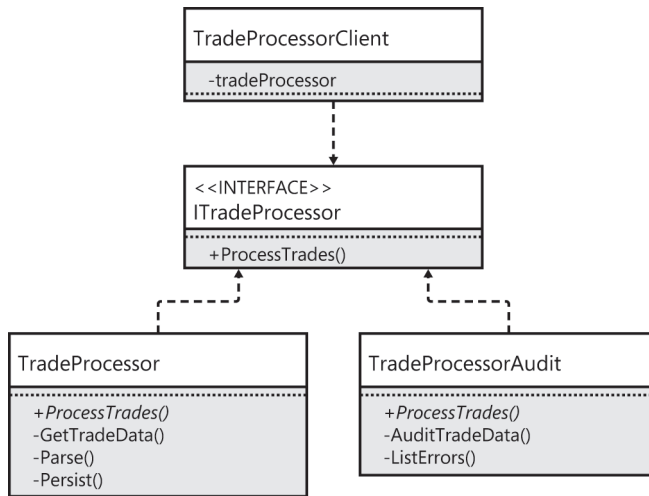 TradeProcessorClient
-tradeProcessor
<<INTERFACE>>
ITradeProcessor
+ProcessTrades()
TradeProcessor
+ProcessTrades()
-GetTradeData()
-Parse()
-Persist()
TradeProcessorAudit
+ProcessTrades()
-AuditTradeData()
-ListErrors()